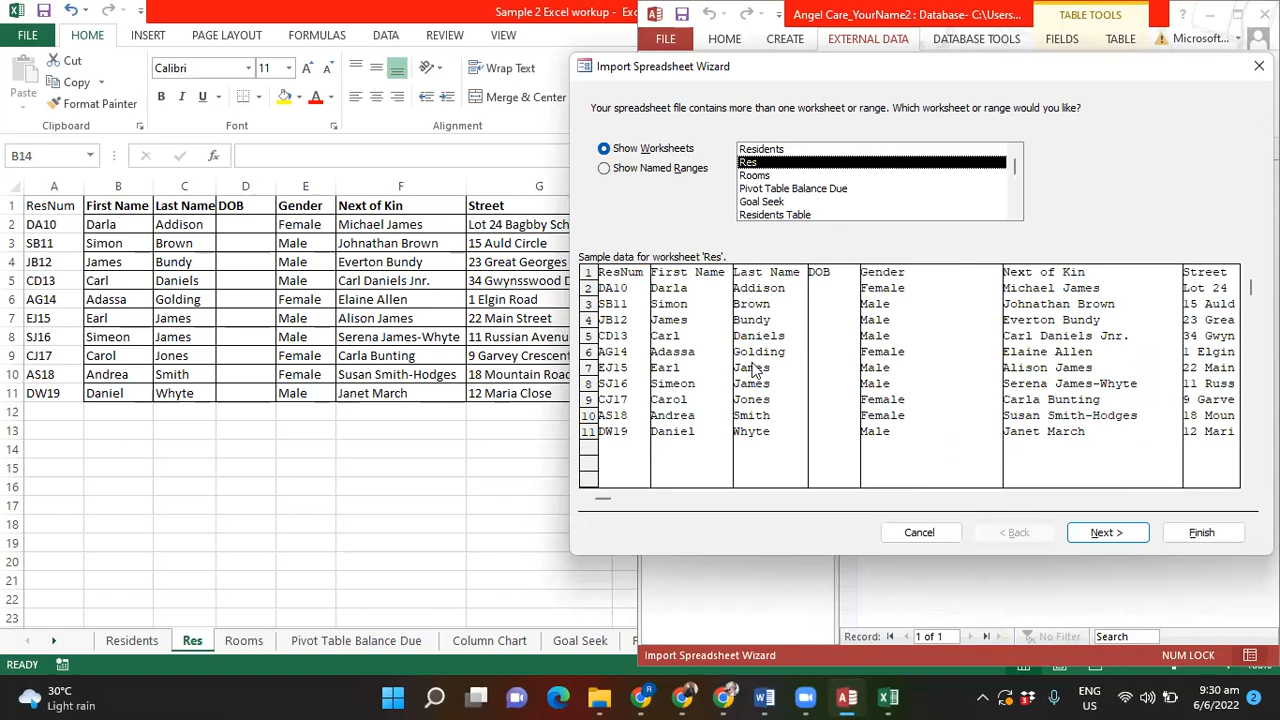 Sample 2 Excel workup - Exc...
FILE HOME INSERT PAGE LAYOUT FORMULAS DATA REVIEW VIEW
Paste
Cut
Copy
Format Painter
Clipboard
Calibri 11
B I U
Font
Wrap Text
Merge & Center
Alignment
B14
A B C D E F G
1 ResNum First Name Last Name DOB Gender Next of Kin Street
2 DA10 Darla Addison Female Michael James Lot 24 Bagbby Sch
3 SB11 Simon Brown Male Johnathan Brown 15 Auld Circle
4 JB12 James Bundy Male Everton Bundy 23 Great Georges
5 CD13 Carl Daniels Male Carl Daniels Jnr. 34 Gwynsswood D
6 AG14 Adassa Golding Female Elaine Allen 1 Elgin Road
7 EJ15 Earl James Male Alison James 22 Main Street
8 SJ16 Simeon James Male Serena James-Whyte 11 Russian Avenue
9 CJ17 Carol Jones Female Carla Bunting 9 Garvey Crescent
10 AS18 Andrea Smith Female Susan Smith-Hodges 18 Mountain Road
11 DW19 Daniel Whyte Male Janet March 12 Maria Close
12
13
14
15
16
17
18
19
20
21
22
23
Residents Res Rooms Pivot Table Balance Due Column Chart Goal Seek
READY
Angel Care_YourName2 : Database- C:\Users... TABLE TOOLS
FILE HOME CREATE EXTERNAL DATA DATABASE TOOLS FIELDS TABLE Microsoft...
Import Spreadsheet Wizard
Your spreadsheet file contains more than one worksheet or range. Which worksheet or range would you like?
Show Worksheets
Show Named Ranges
Residents
Res
Rooms
Pivot Table Balance Due
Goal Seek
Residents Table
Sample data for worksheet 'Res'.
1 ResNum First Name Last Name DOB Gender Next of Kin Street
2 DA10 Darla Addison Female Michael James Lot 24
3 SB11 Simon Brown Male Johnathan Brown 15 Auld
4 JB12 James Bundy Male Everton Bundy 23 Grea
5 CD13 Carl Daniels Male Carl Daniels Jnr. 34 Gwyn
6 AG14 Adassa Golding Female Elaine Allen 1 Elgin
7 EJ15 Earl James Male Alison James 22 Main
8 SJ16 Simeon James Male Serena James-Whyte 11 Russ
9 CJ17 Carol Jones Female Carla Bunting 9 Garve
10 AS18 Andrea Smith Female Susan Smith-Hodges 18 Moun
11 DW19 Daniel Whyte Male Janet March 12 Mari
Cancel < Back Next > Finish
Record: 1 of 1 No Filter Search
Import Spreadsheet Wizard NUM LOCK
30°C
Light rain
ENG
UK
9:30 am
6/6/2022
2